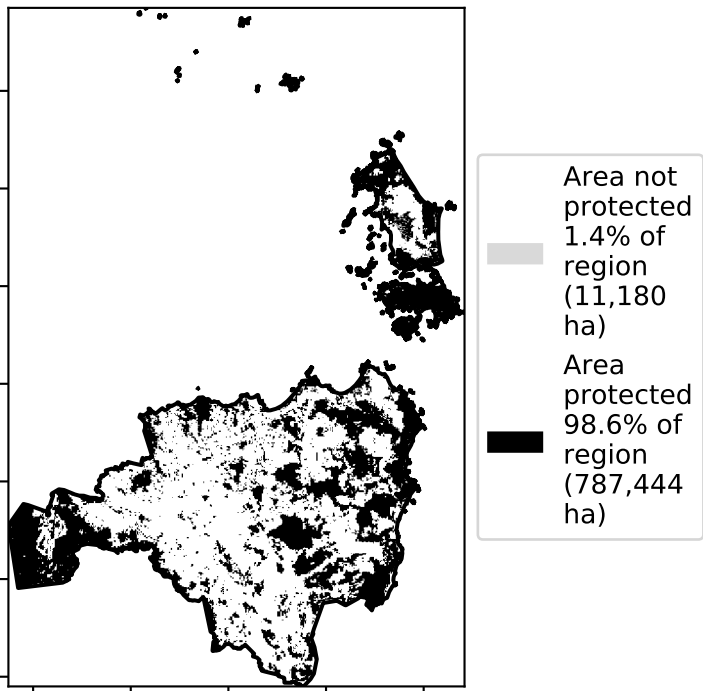 Area not
protected
1.4% of
region
(11,180
ha)
Area
protected
98.6% of
region
(787,444
ha)